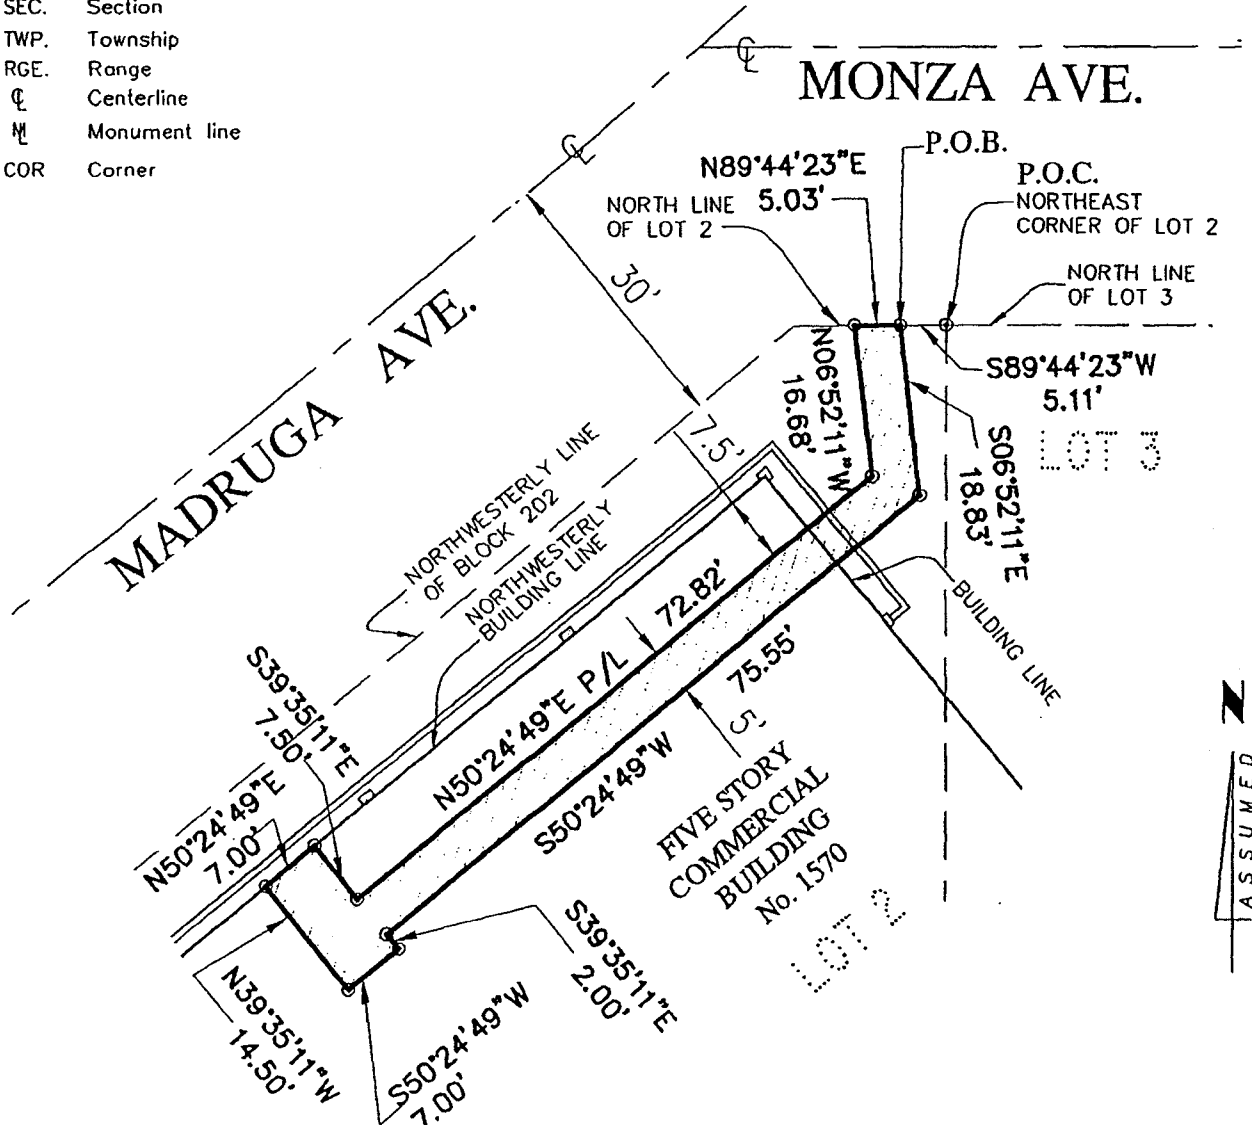 SEC. Section
TWP. Township
RGE. Range
℄ Centerline
Monument line
COR Corner
℄
MONZA AVE.
℄
P.O.B.
N89°44'23"E
5.03'
P.O.C.
NORTHEAST
CORNER OF LOT 2
NORTH LINE
OF LOT 2
NORTH LINE
OF LOT 3
30'
MADRUGA AVE.
N06°52'11"W
16.68'
S89°44'23"W
5.11'
LOT 3
7.5'
S06°52'11"E
18.83'
NORTHWESTERLY LINE
OF BLOCK 202
NORTHWESTERLY
BUILDING LINE
BUILDING LINE
72.82'
N50°24'49"E P/L
75.55'
S50°24'49"W
5'
S39°35'11"E
7.50'
N50°24'49"E
7.00'
FIVE STORY
COMMERCIAL
BUILDING
No. 1570
LOT 2
N
ASSUMED
S39°35'11"E
2.00'
N39°35'11"W
14.50'
S50°24'49"W
7.00'